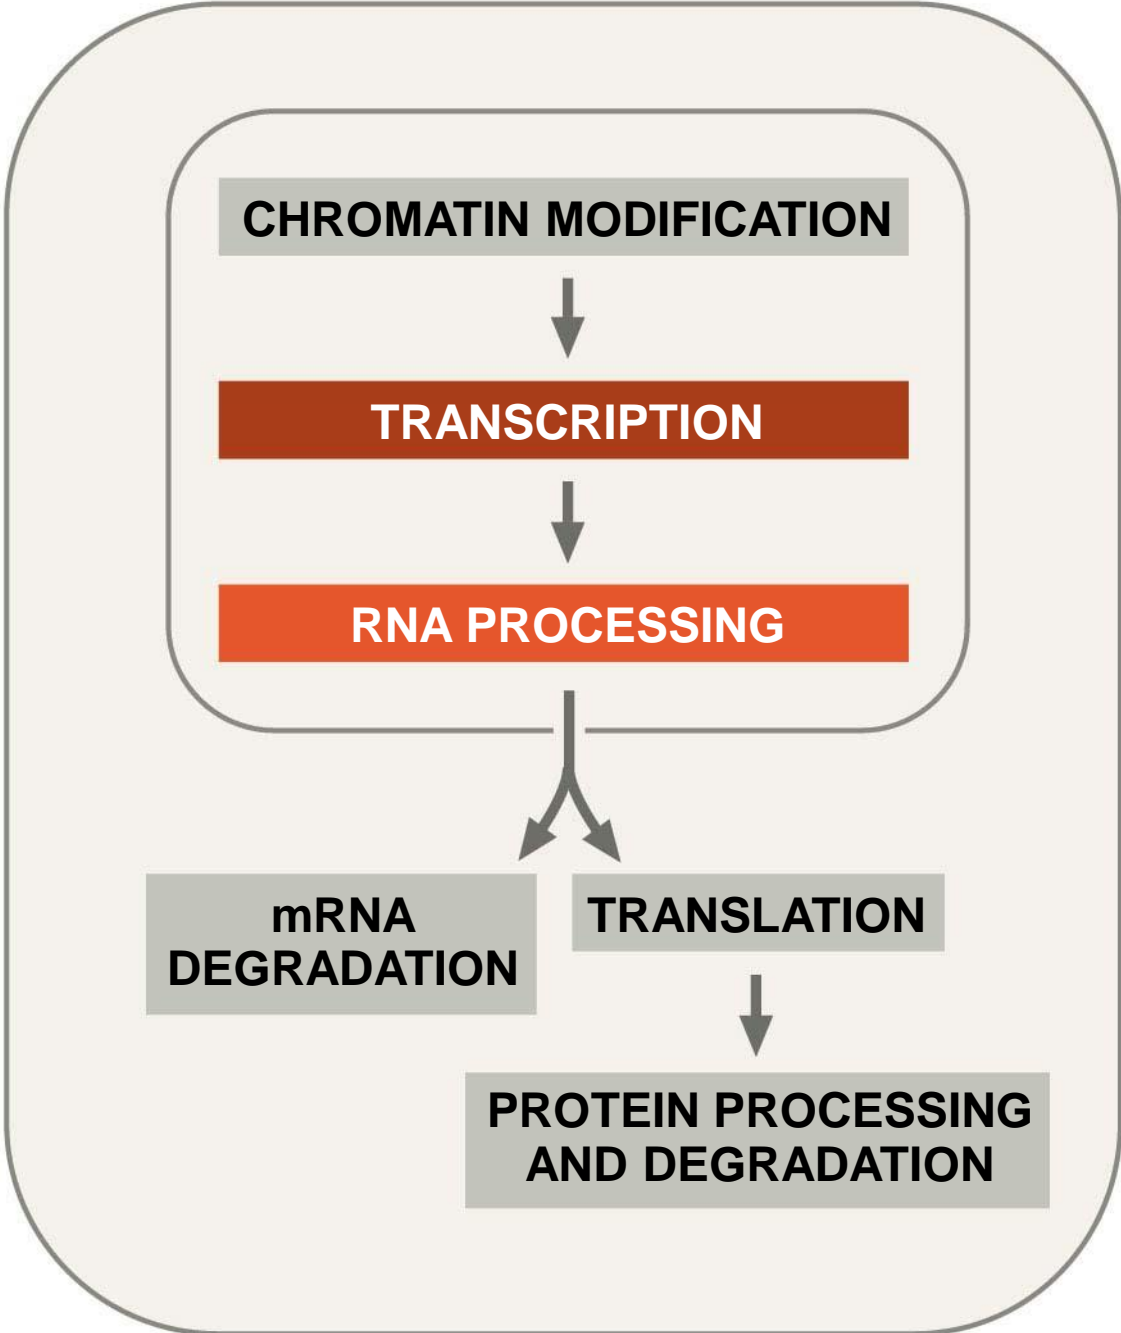 CHROMATIN MODIFICATION
TRANSCRIPTION
RNA PROCESSING
mRNA
DEGRADATION
TRANSLATION
PROTEIN PROCESSING
AND DEGRADATION